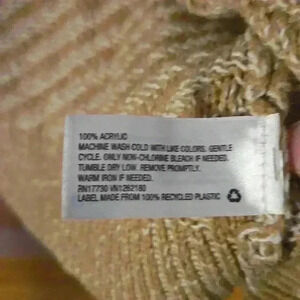 100% ACRYLIC
MACHINE WASH COLD WITH LIKE COLORS. GENTLE
CYCLE. ONLY NON-CHLORINE BLEACH IF NEEDED.
TUMBLE DRY LOW. REMOVE PROMPTLY.
WARM IRON IF NEEDED.
RN17730 VN1262180
LABEL MADE FROM 100% RECYCLED PLASTIC